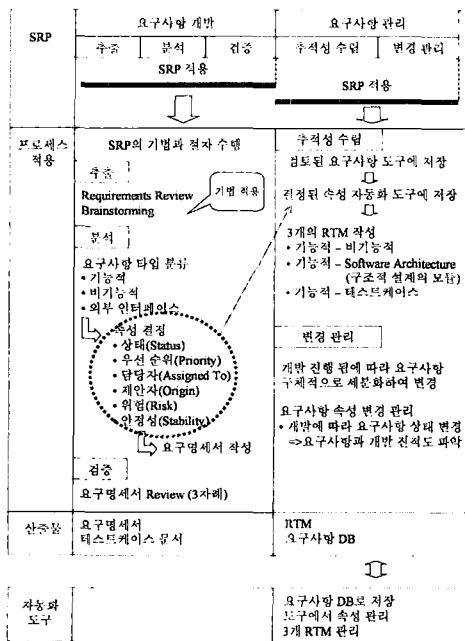 SRP
요구사항 개발
요구사항 관리
추출
분석
검증
추적성 수립
변경 관리
SRP 적용
SRP 적용
프로세스
적용
SRP의 기법과 절차 수행
추출
Requirements Review
Brainstorming
기법 적용
분석
요구사항 타입 분류
• 기능적
• 비기능적
• 외부 인터페이스
속성 결정
• 상태(Status)
• 우선 순위(Priority)
• 담당자(Assigned To)
• 제안자(Origin)
• 위험(Risk)
• 안정성(Stability)
요구명세서 작성
검증
요구명세서 Review (3차례)
추적성 수립
검토된 요구사항 도구에 저장
결정된 속성 자동화 도구에 저장
3개의 RTM 작성
• 기능적 – 비기능적
• 기능적 – Software Architecture
(구조적 설계의 모듈)
• 기능적 – 테스트케이스
변경 관리
개발 진행 됨에 따라 요구사항
구체적으로 세분화하여 변경
요구사항 속성 변경 관리
• 개발에 따라 요구사항 상태 변경
=>요구사항과 개발 진척도 파악
산출물
요구명세서
테스트케이스 문서
RTM
요구사항 DB
자동화
도구
요구사항 DB로 저장
도구에서 속성 관리
3개 RTM 관리